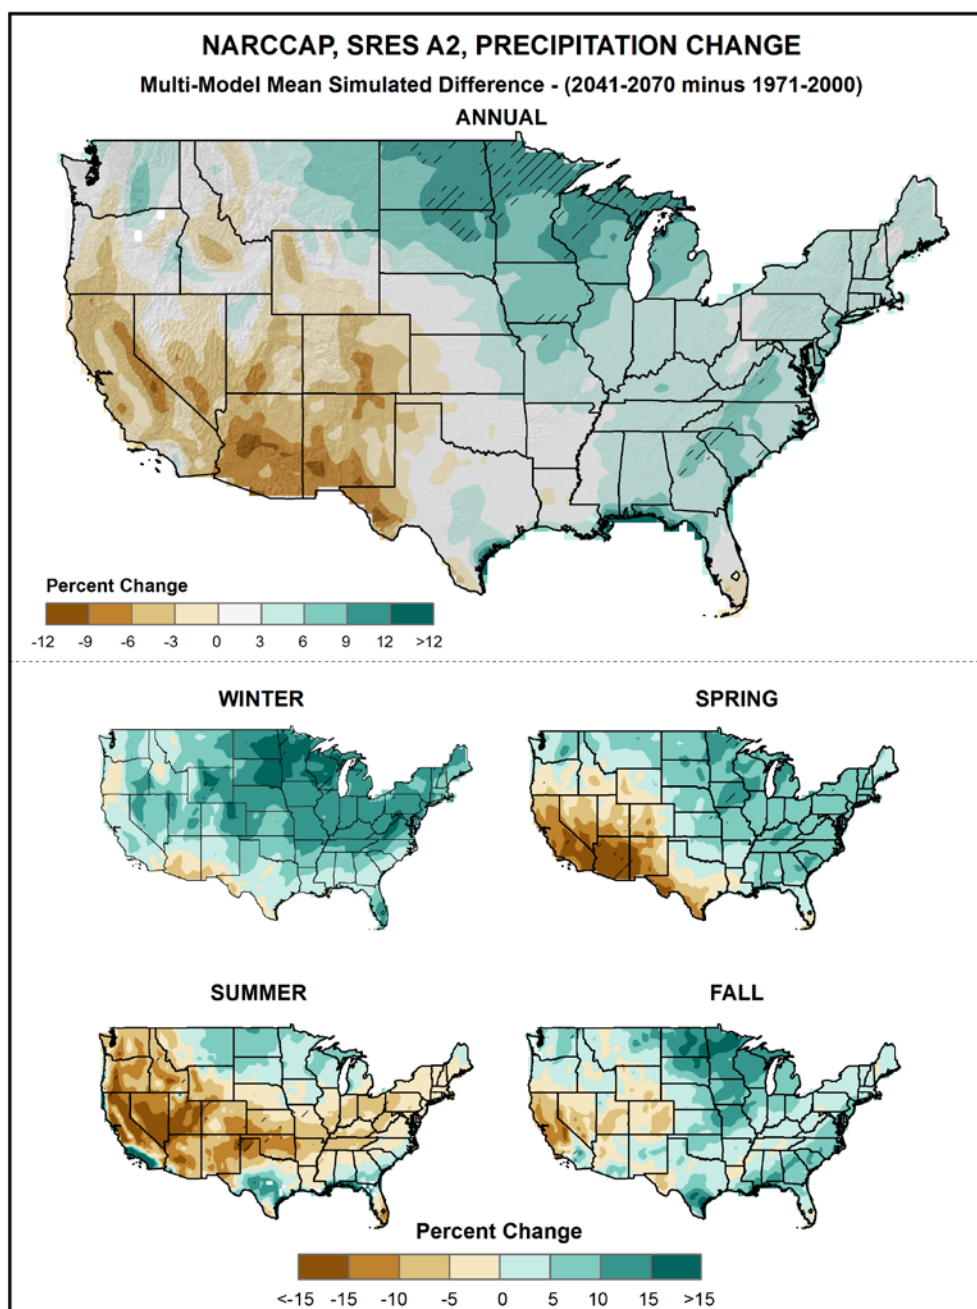 NARCCAP, SRES A2, PRECIPITATION CHANGE
Multi-Model Mean Simulated Difference - (2041-2070 minus 1971-2000)
ANNUAL
Percent Change
-12 -9 -6 -3 0 3 6 9 12 >12
WINTER SPRING
SUMMER FALL
Percent Change
<-15 -15 -10 -5 0 5 10 15 >15